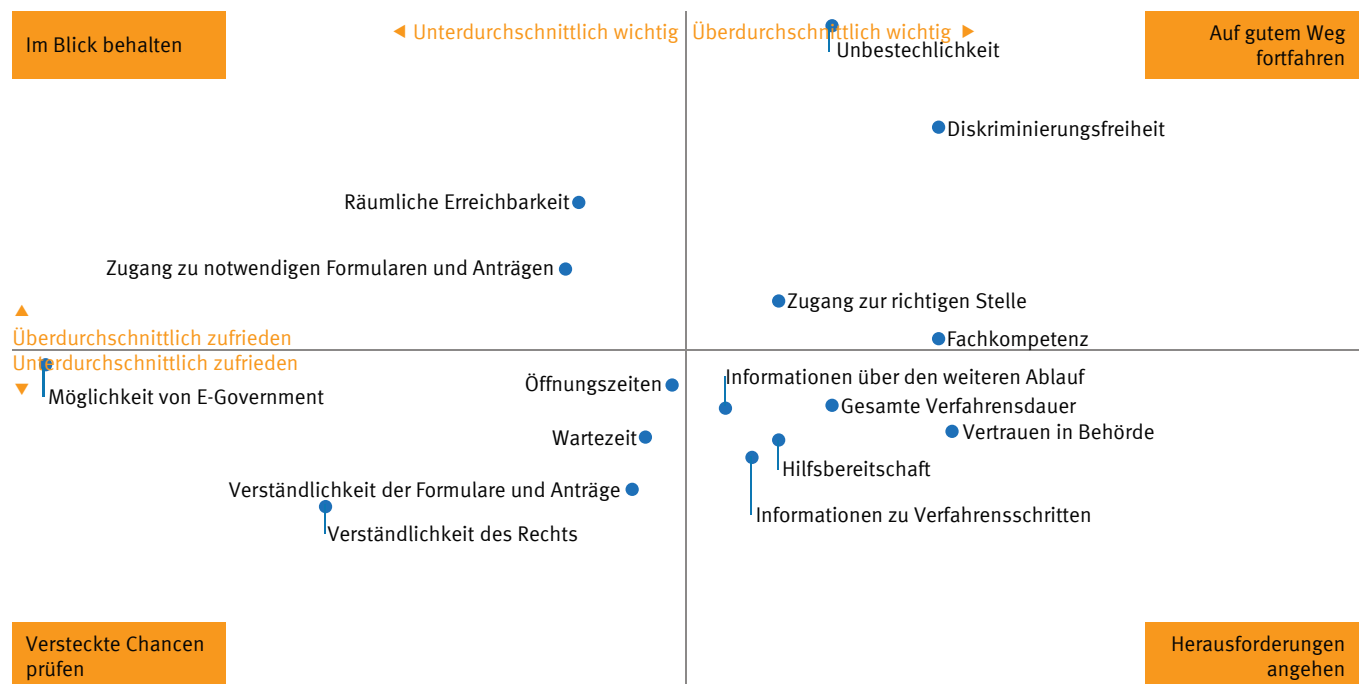 Im Blick behalten
◀ Unterdurchschnittlich wichtig
Überdurchschnittlich wichtig ▶
Auf gutem Weg
fortfahren
Unbestechlichkeit
Diskriminierungsfreiheit
Räumliche Erreichbarkeit
Zugang zu notwendigen Formularen und Anträgen
Zugang zur richtigen Stelle
▲
Überdurchschnittlich zufrieden
Fachkompetenz
Unterdurchschnittlich zufrieden
▼
Möglichkeit von E-Government
Öffnungszeiten
Informationen über den weiteren Ablauf
Gesamte Verfahrensdauer
Wartezeit
Vertrauen in Behörde
Hilfsbereitschaft
Verständlichkeit der Formulare und Anträge
Informationen zu Verfahrensschritten
Verständlichkeit des Rechts
Versteckte Chancen
prüfen
Herausforderungen
angehen